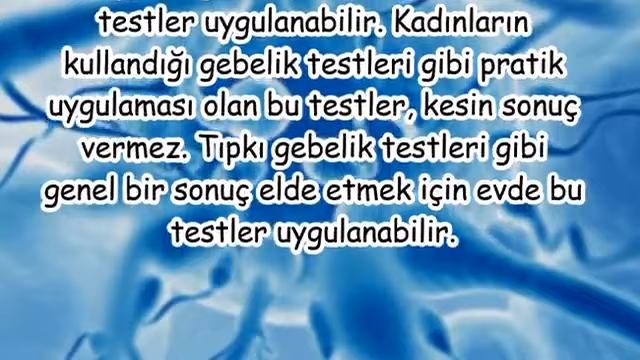 testler uygulanabilir. Kadınların
kullandığı gebelik testleri gibi pratik
uygulaması olan bu testler, kesin sonuç
vermez. Tıpkı gebelik testleri gibi
genel bir sonuç elde etmek için evde bu
testler uygulanabilir.